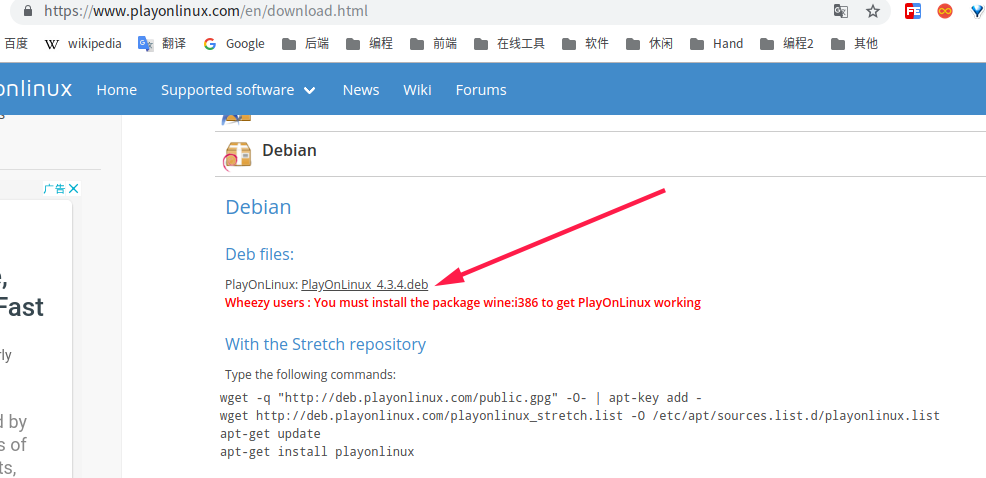 https://www.playonlinux.com/en/download.html
百度 wikipedia 翻译 Google 后端 编程 前端 在线工具 软件 休闲 Hand 编程2 其他
onlinux Home Supported software News Wiki Forums
Debian
广告
Debian
Deb files:
PlayOnLinux: PlayOnLinux_4.3.4.deb
Wheezy users : You must install the package wine:i386 to get PlayOnLinux working
Fast
With the Stretch repository
rly
Type the following commands:
wget -q "http://deb.playonlinux.com/public.gpg" -O- | apt-key add -
wget http://deb.playonlinux.com/playonlinux_stretch.list -O /etc/apt/sources.list.d/playonlinux.list
d by
apt-get update
s of
apt-get install playonlinux
ts,